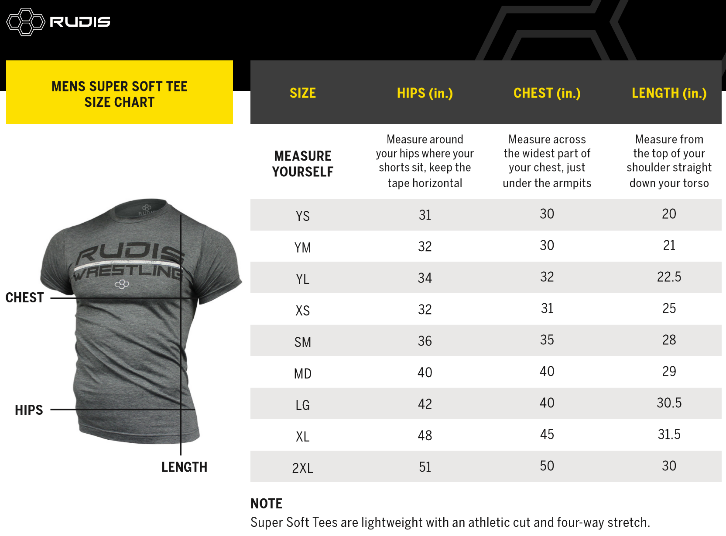 RUDIS
MENS SUPER SOFT TEE
SIZE CHART
SIZE HIPS (in.) CHEST (in.) LENGTH (in.)
MEASURE
YOURSELF
Measure around
your hips where your
shorts sit, keep the
tape horizontal
Measure across
the widest part of
your chest, just
under the armpits
Measure from
the top of your
shoulder straight
down your torso
YS 31 30 20
YM 32 30 21
YL 34 32 22.5
XS 32 31 25
SM 36 35 28
MD 40 40 29
LG 42 40 30.5
XL 48 45 31.5
2XL 51 50 30
RUDIS
WRESTLING
CHEST
HIPS
LENGTH
NOTE
Super Soft Tees are lightweight with an athletic cut and four-way stretch.